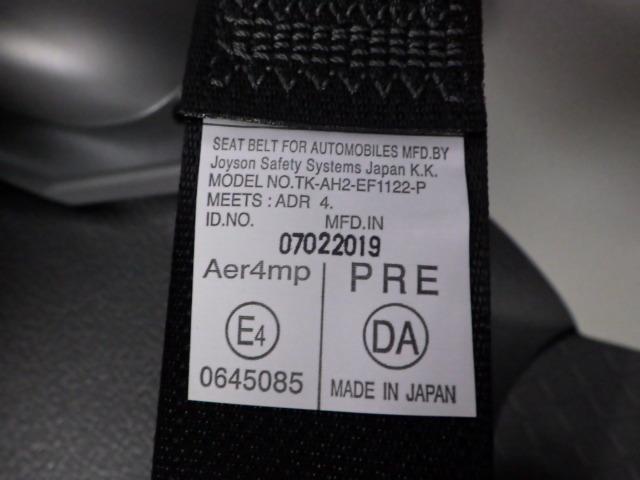 SEAT BELT FOR AUTOMOBILES MFD.BY
Joyson Safety Systems Japan K.K.
MODEL NO.TK-AH2-EF1122-P
MEETS : ADR 4.
ID.NO. MFD.IN
07022019
Aer4mp
PRE
E4
DA
0645085
MADE IN JAPAN